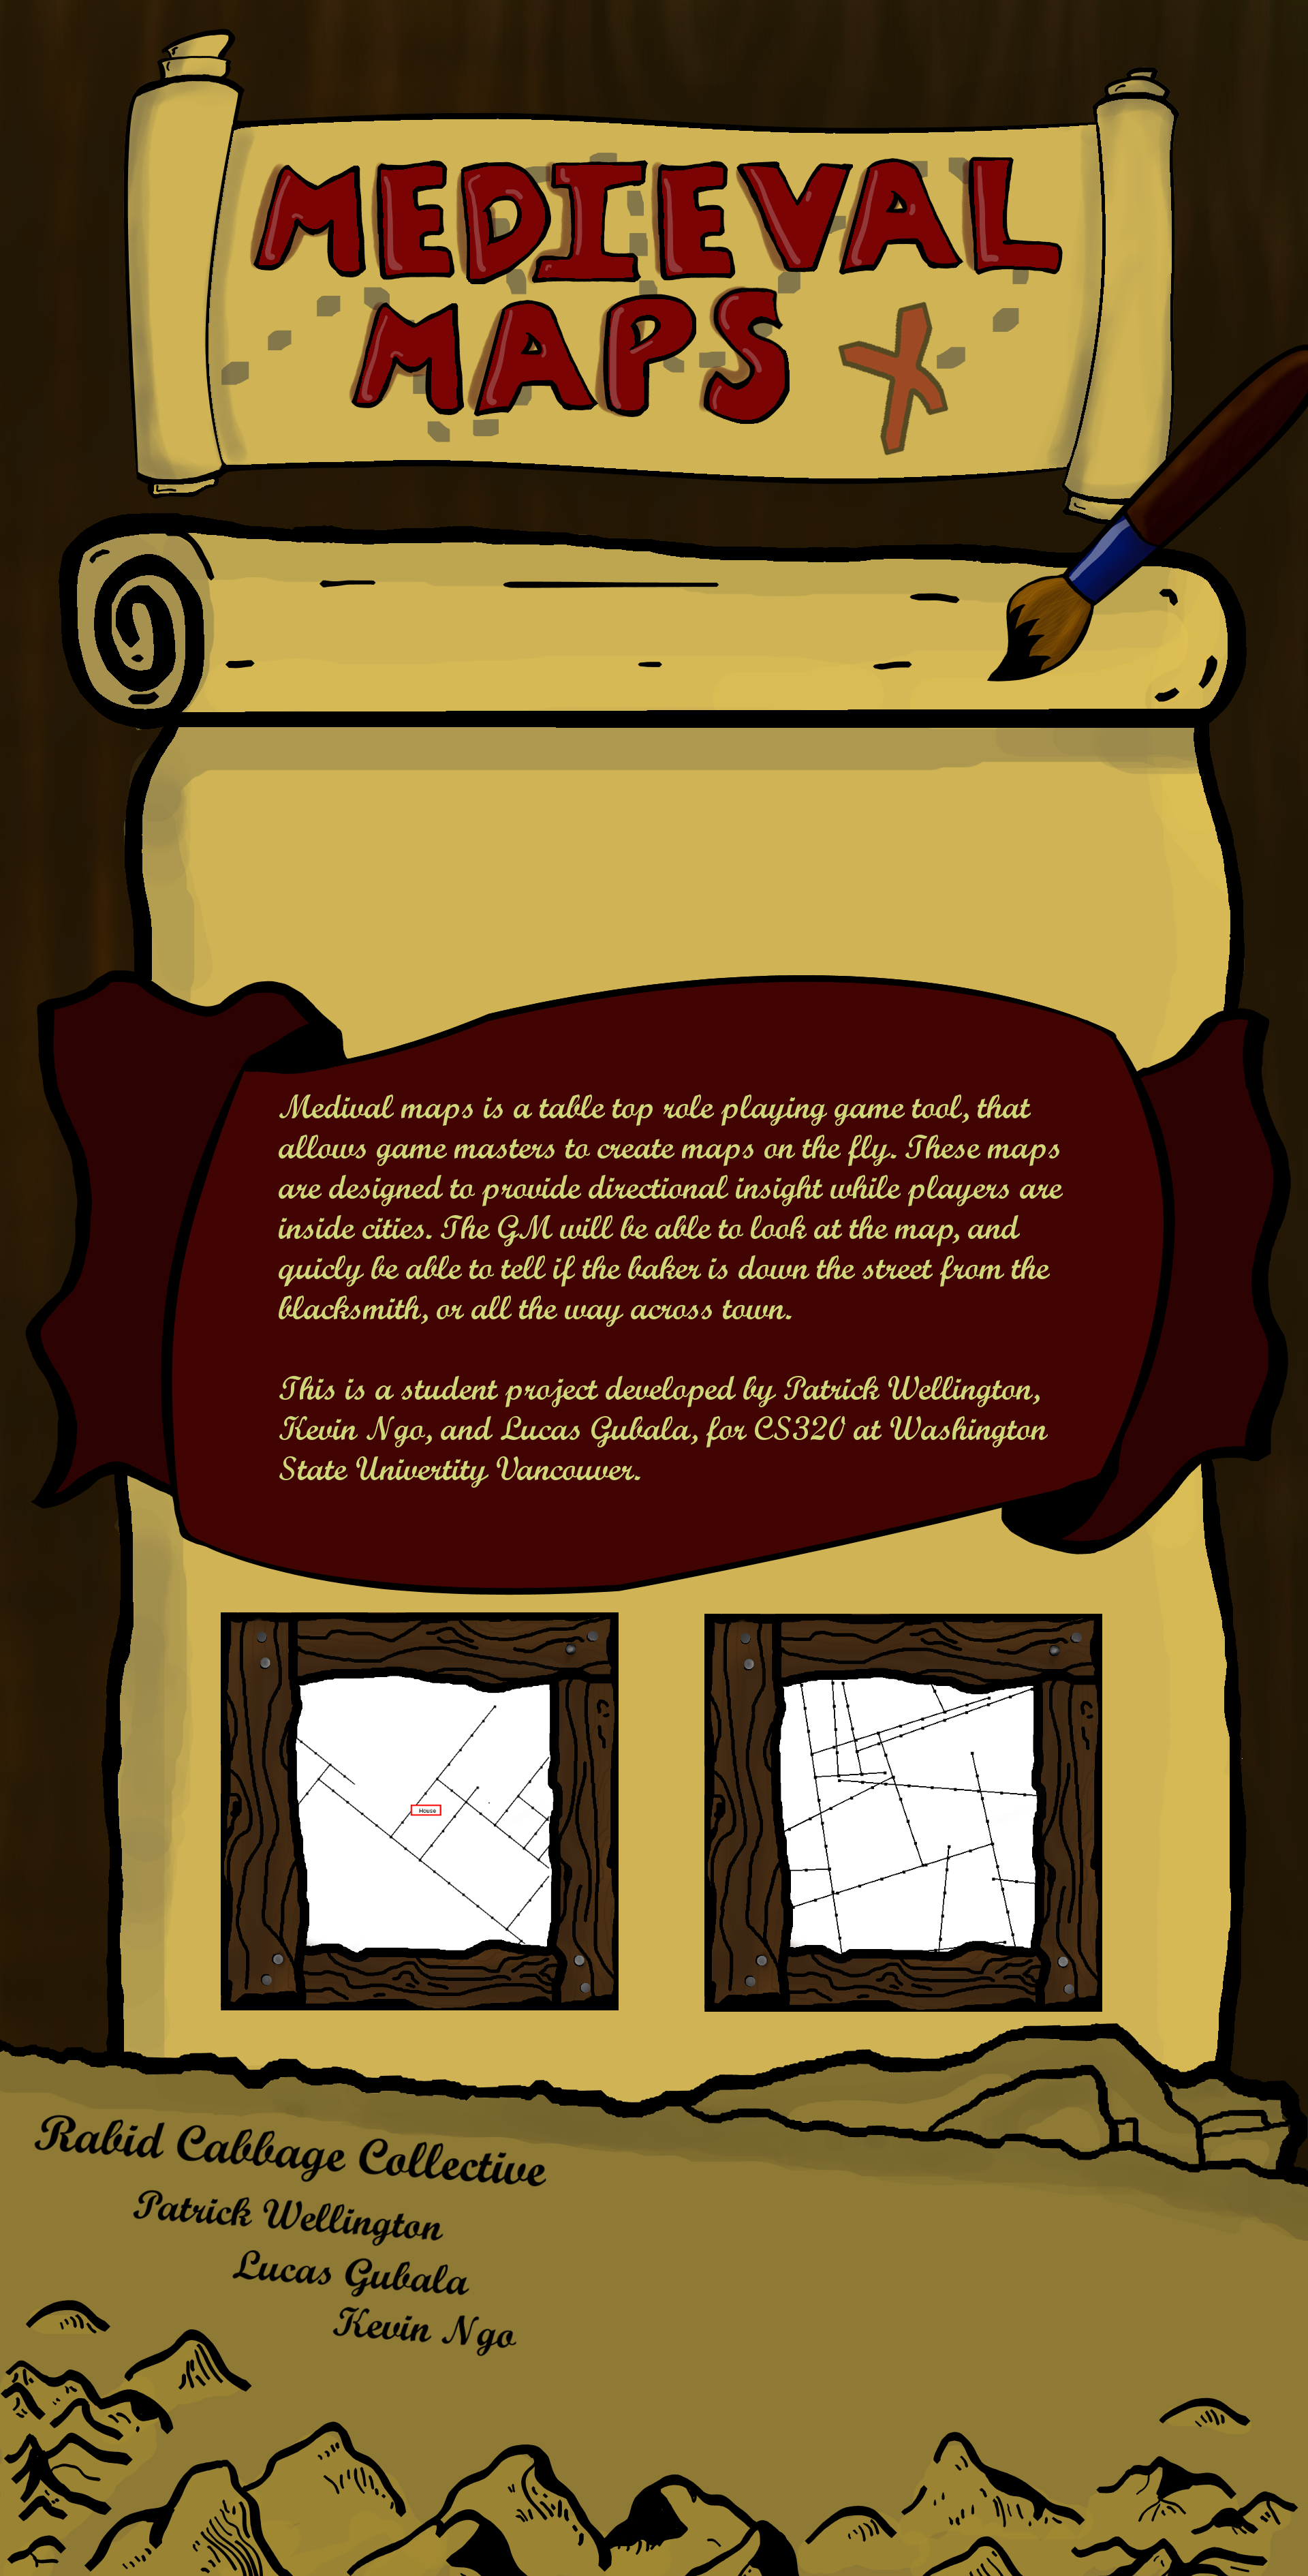 MEDIEVAL
MAPS
Medival maps is a table top role playing game tool, that
allows game masters to create maps on the fly. These maps
are designed to provide directional insight while players are
inside cities. The GM will be able to look at the map, and
quicly be able to tell if the baker is down the street from the
blacksmith, or all the way across town.
This is a student project developed by Patrick Wellington,
Kevin Ngo, and Lucas Gubala, for CS320 at Washington
State Univertity Vancouver.
House
Rabid Cabbage Collective
Patrick Wellington
Lucas Gubala
Kevin Ngo